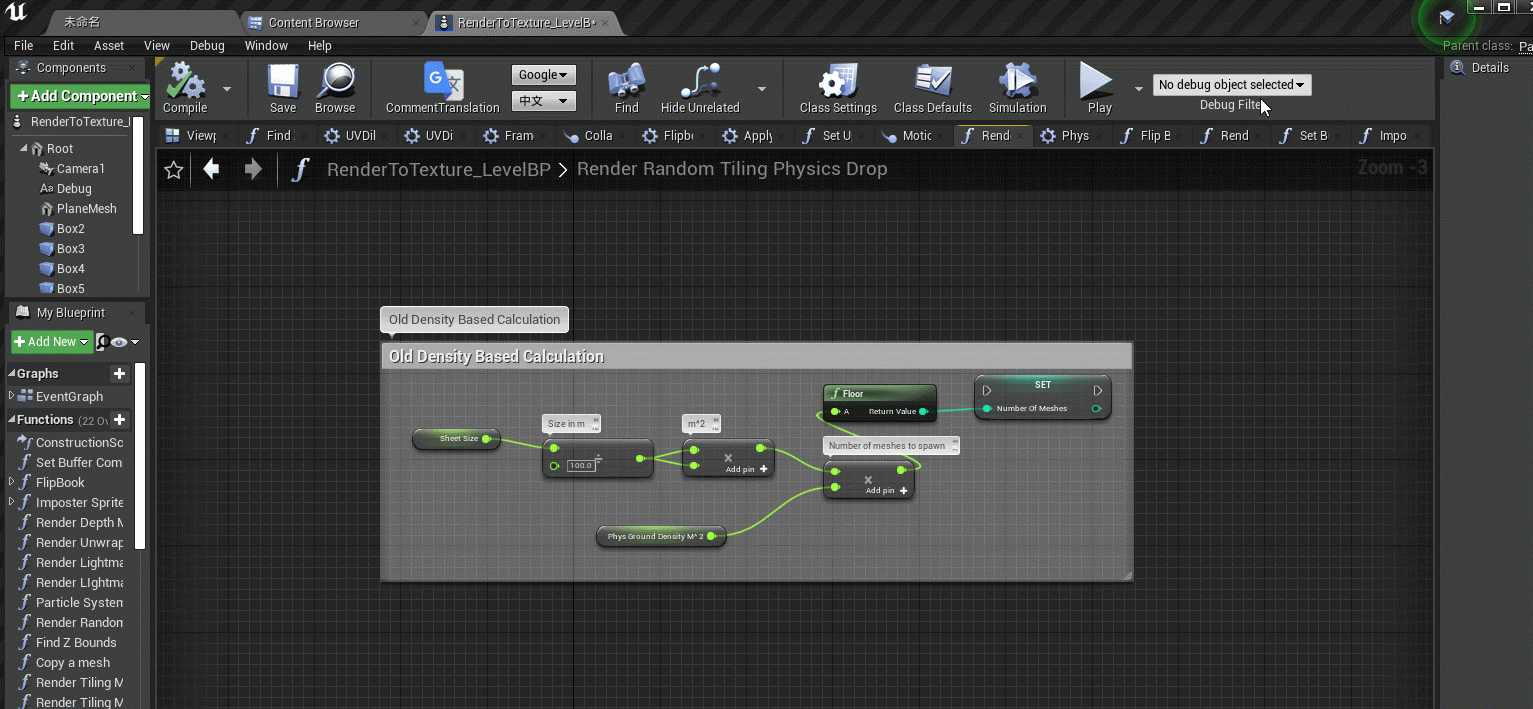 未命名
Content Browser
RenderToTexture_LevelB*
File Edit Asset View Debug Window Help
Parent class: Pa
Components
Add Component
RenderToTexture_
Root
Camera1
Aa Debug
PlaneMesh
Box2
Box3
Box4
Box5
Compile
Save
Browse
CommentTranslation
Google
中文
Find
Hide Unrelated
Class Settings
Class Defaults
Simulation
Play
No debug object selected
Debug Filte
Details
Viewp
Find
UVDil
UVDi
Fram
Colla
Flipb
Apply
Set U
Motic
Rend
Phys
Flip B
Rend
Set B
Impo
RenderToTexture_LevelBP > Render Random Tiling Physics Drop
Zoom -3
My Blueprint
Add New
Graphs
EventGraph
Functions (22 Ov
ConstructionSc
Set Buffer Com
FlipBook
Imposter Sprite
Render Depth M
Render Unwrap
Render Lightma
Render LIghtma
Particle System
Render Random
Find Z Bounds
Copy a mesh
Render Tiling M
Render Tiling M
Old Density Based Calculation
Old Density Based Calculation
Sheet Size
Size in m
100.0
÷
m^2
×
Add pin
Floor
A Return Value
SET
Number Of Meshes
Number of meshes to spawn
×
Add pin
Phys Ground Density M^ 2